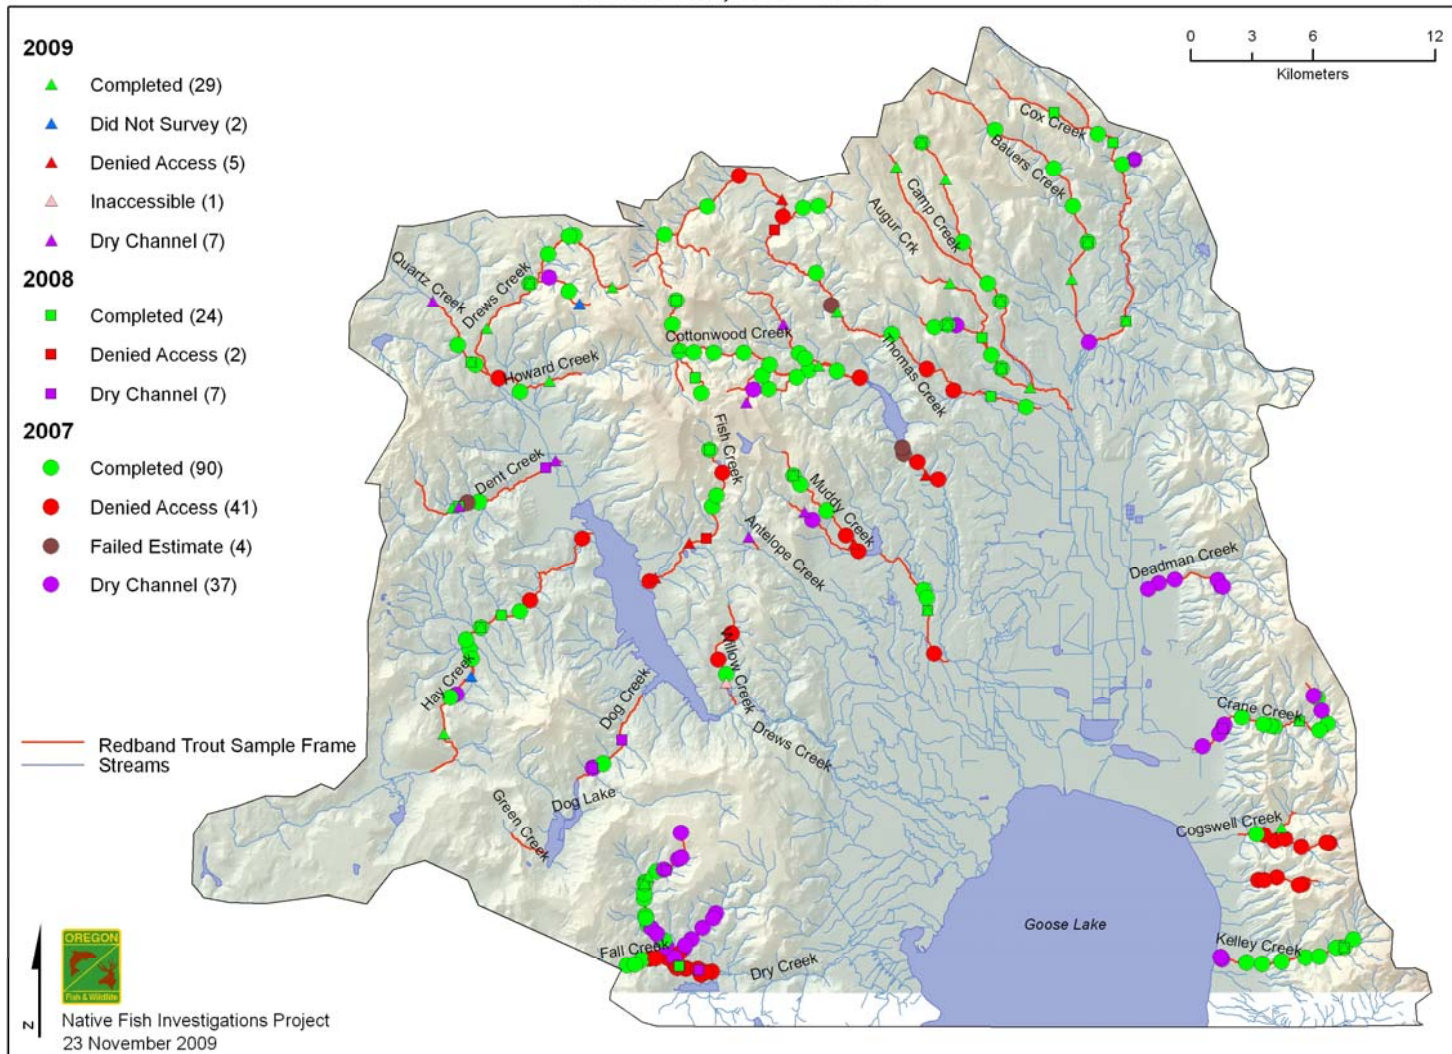 2009
Completed (29)
Did Not Survey (2)
Denied Access (5)
Inaccessible (1)
Dry Channel (7)
2008
Completed (24)
Denied Access (2)
Dry Channel (7)
2007
Completed (90)
Denied Access (41)
Failed Estimate (4)
Dry Channel (37)
Redband Trout Sample Frame
Streams
0 3 6 12
Kilometers
Cox Creek
Bauers Creek
Camp Creek
Augur Crk
Quartz Creek
Drews Creek
Howard Creek
Cottonwood Creek
Thomas Creek
Fish Creek
Dent Creek
Muddy Creek
Antelope Creek
Deadman Creek
Willow Creek
Hay Creek
Dog Creek
Drews Creek
Crane Creek
Dog Lake
Green Creek
Cogswell Creek
Goose Lake
Fall Creek
Dry Creek
Kelley Creek
OREGON
Fish & Wildlife
N
Native Fish Investigations Project
23 November 2009